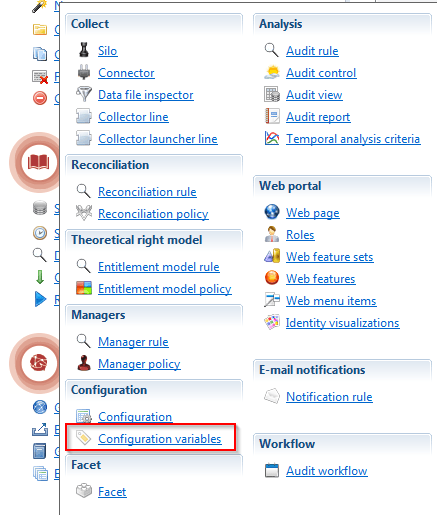 Collect
Silo
Connector
Data file inspector
Collector line
Collector launcher line
Reconciliation
Reconciliation rule
Reconciliation policy
Theoretical right model
Entitlement model rule
Entitlement model policy
Managers
Manager rule
Manager policy
Configuration
Configuration
Configuration variables
Facet
Facet
Analysis
Audit rule
Audit control
Audit view
Audit report
Temporal analysis criteria
Web portal
Web page
Roles
Web feature sets
Web features
Web menu items
Identity visualizations
E-mail notifications
Notification rule
Workflow
Audit workflow